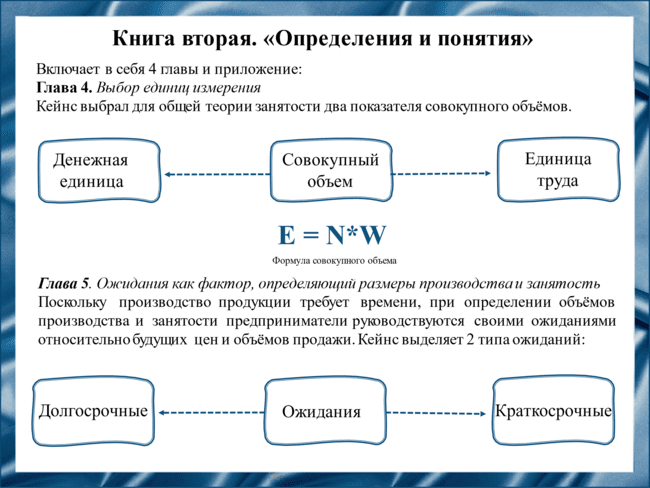 Книга вторая. «Определения и понятия»
Включает в себя 4 главы и приложение:
Глава 4. Выбор единиц измерения
Кейнс выбрал для общей теории занятости два показателя совокупного объёмов.
Денежная
единица
Совокупный
объем
Единица
труда
E = N*W
Формула совокупного объема
Глава 5. Ожидания как фактор, определяющий размеры производства и занятость
Поскольку производство продукции требует времени, при определении объёмов
производства и занятости предприниматели руководствуются своими ожиданиями
относительно будущих цен и объёмов продажи. Кейнс выделяет 2 типа ожиданий:
Долгосрочные
Ожидания
Краткосрочные